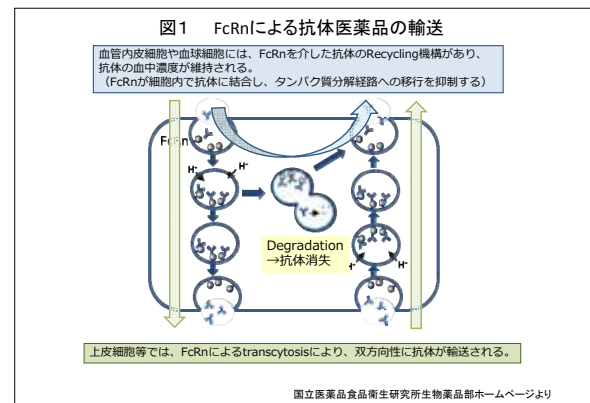 図１　FcRnによる抗体医薬品の輸送
血管内皮細胞や血球細胞には、FcRnを介した抗体のRecycling機構があり、
抗体の血中濃度が維持される。
（FcRnが細胞内で抗体に結合し、タンパク質分解経路への移行を抑制する）
FcRn
H⁺
H⁺
Degradation
→抗体消失
H⁺
H⁺
上皮細胞等では、FcRnによるtranscytosisにより、双方向性に抗体が輸送される。
国立医薬品食品衛生研究所生物薬品部ホームページより